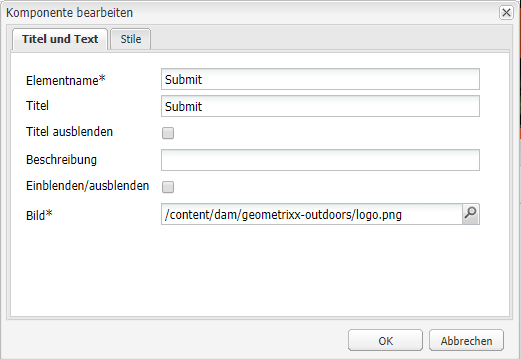 Komponente bearbeiten
Titel und Text Stile
Elementname* Submit
Titel Submit
Titel ausblenden
Beschreibung
Einblenden/ausblenden
Bild* /content/dam/geometrixx-outdoors/logo.png
OK Abbrechen